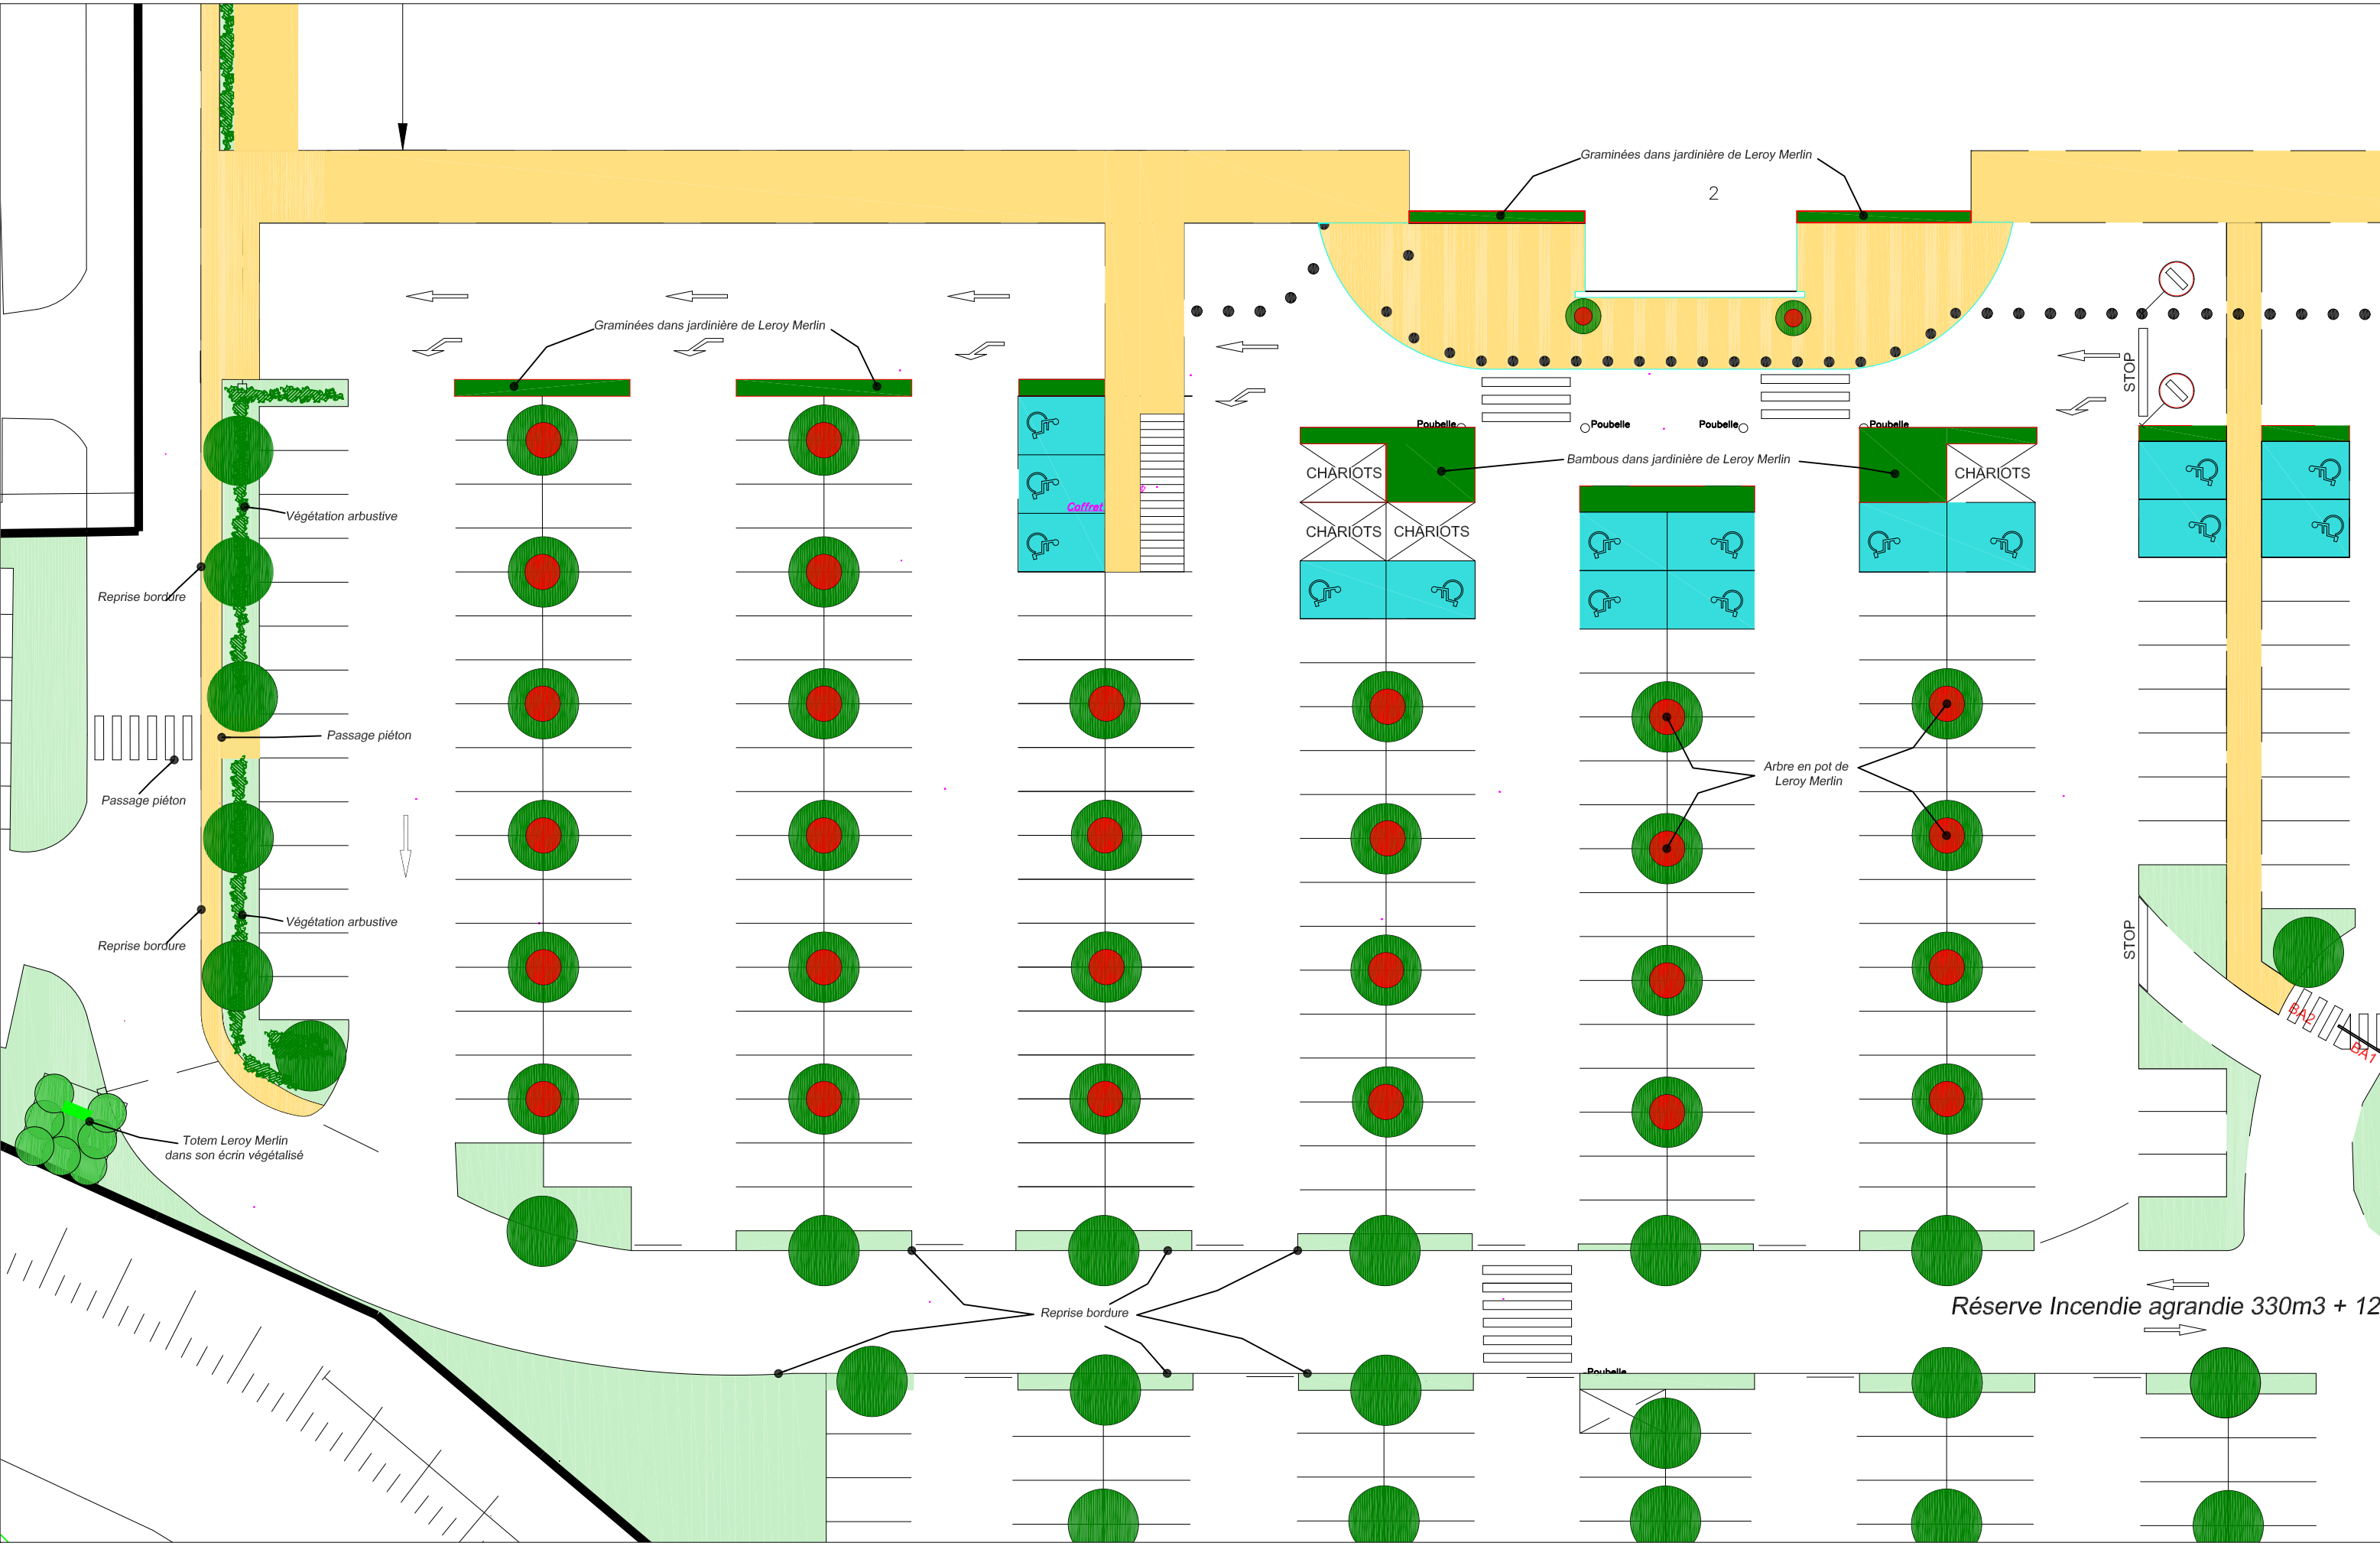 Graminées dans jardinière de Leroy Merlin
2
Graminées dans jardinière de Leroy Merlin
STOP
Poubelle
Poubelle
Poubelle
Poubelle
Bambous dans jardinière de Leroy Merlin
CHARIOTS
CHARIOTS
Coffret
Végétation arbustive
CHARIOTS
CHARIOTS
Reprise bordure
Passage piéton
Arbre en pot de
Leroy Merlin
Passage piéton
Végétation arbustive
Reprise bordure
STOP
BA2
BA1
Totem Leroy Merlin
dans son écrin végétalisé
Reprise bordure
Réserve Incendie agrandie 330m3 + 12
Poubelle